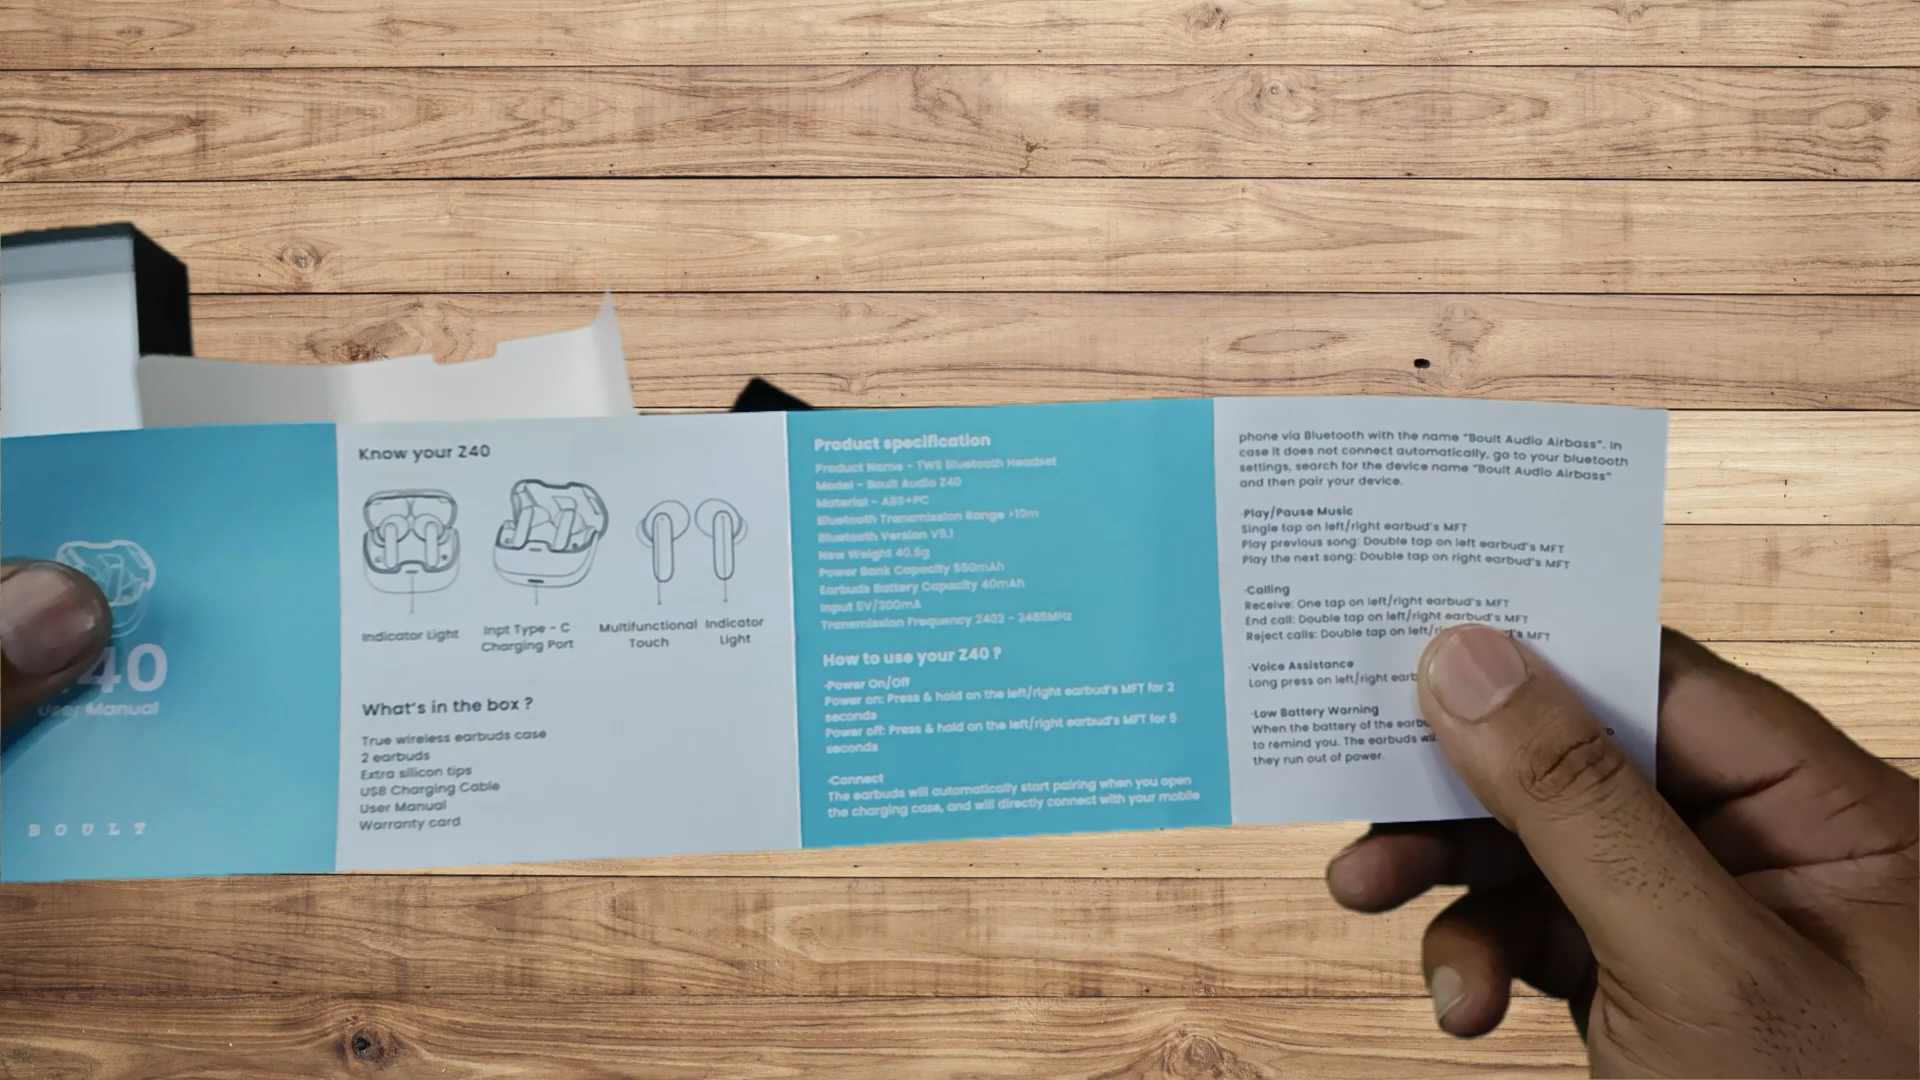 40
User Manual
BOULT
Know your Z40
Indicator Light
Inpt Type - C
Charging Port
Multifunctional
Touch
Indicator
Light
What's in the box ?
True wireless earbuds case
2 earbuds
Extra silicon tips
USB Charging Cable
User Manual
Warranty card
Product specification
Product Name - TWS Bluetooth Headset
Model - Boult Audio Z40
Material - ABS+PC
Bluetooth Transmission Range >10m
Bluetooth Version V5.1
New Weight 40.6g
Power Bank Capacity
Earbuds Battery Capacity 40mAh
Input 5V/300mA
Transmission Frequency 2402 -
How to use your Z40 ?
·Power On/Off
Power on: Press & hold on the left/right earbud's MFT for 2
seconds
Power off: Press & hold on the left/right earbud's MFT for 5
seconds
·Connect
The earbuds will automatically start pairing when you open
the charging case, and will directly connect with your mobile
phone via Bluetooth with the name "Boult Audio Airbass". In
case it does not connect automatically, go to your bluetooth
settings, search for the device name "Boult Audio Airbass"
and then pair your device.
·Play/Pause Music
Single tap on left/right earbud's MFT
Play previous song: Double tap on left earbud's MFT
Play the next song: Double tap on right earbud's MFT
·Calling
Receive: One tap on left/right earbud's MFT
End call: Double tap on left/right earbud's MFT
Reject calls: Double tap on MFT
·Voice Assistance
Long press on left/right
·Low Battery Warning
When the battery of the
to remind you. The earbuds
they run out of power.